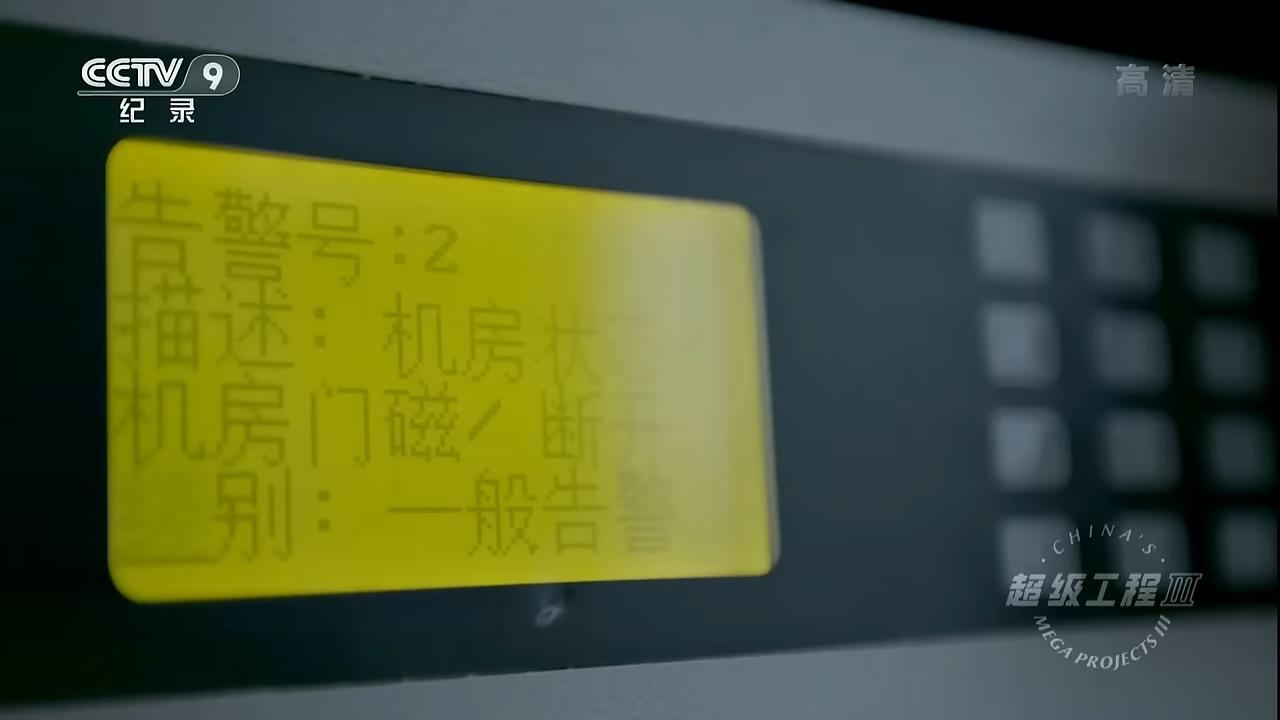 CCTV 9
纪录
高清
告警号:2
描述: 机房状
机房门磁/断开
别: 一般告警
CHINA'S
超级工程III
MEGA PROJECTS III